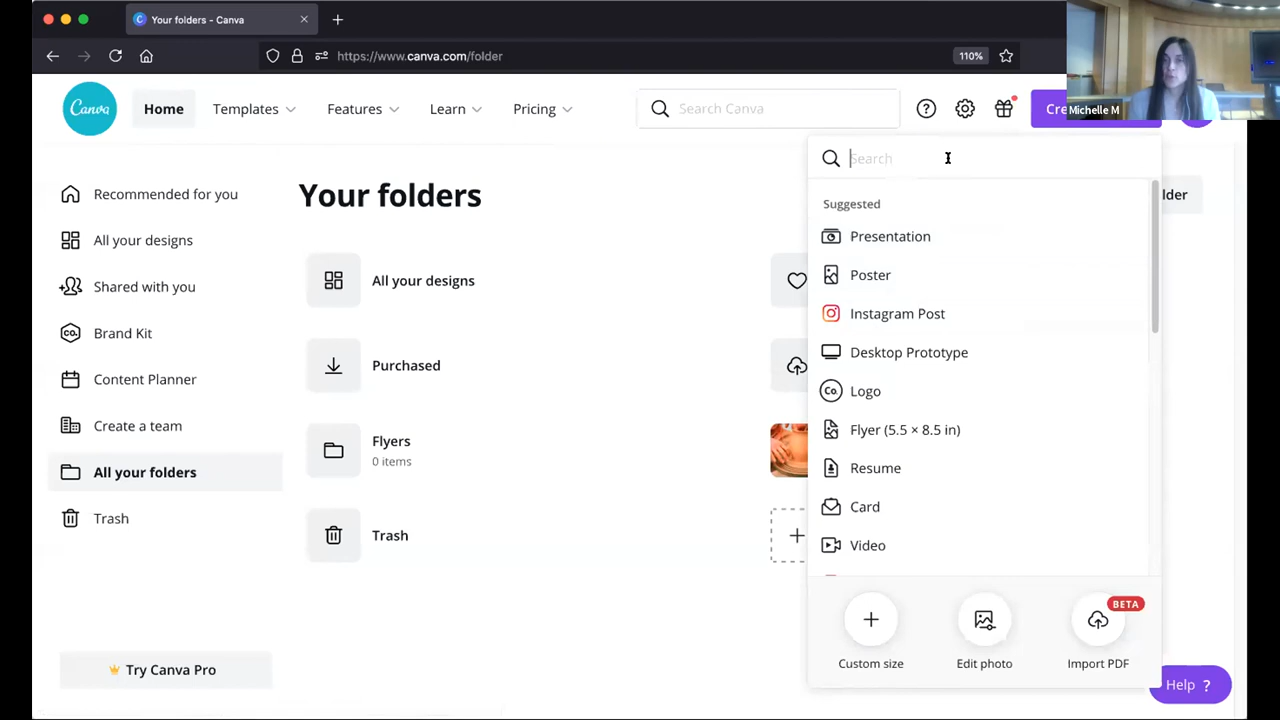 Your folders - Canva
https://www.canva.com/folder
110%
Michelle M
Canva
Home
Templates
Features
Learn
Pricing
Search Canva
Cre
Recommended for you
All your designs
Shared with you
Brand Kit
Content Planner
Create a team
All your folders
Trash
Try Canva Pro
Your folders
All your designs
Purchased
Flyers
0 items
Trash
lder
Search
Suggested
Presentation
Poster
Instagram Post
Desktop Prototype
Co. Logo
Flyer (5.5 × 8.5 in)
Resume
Card
Video
BETA
Custom size
Edit photo
Import PDF
Help ?